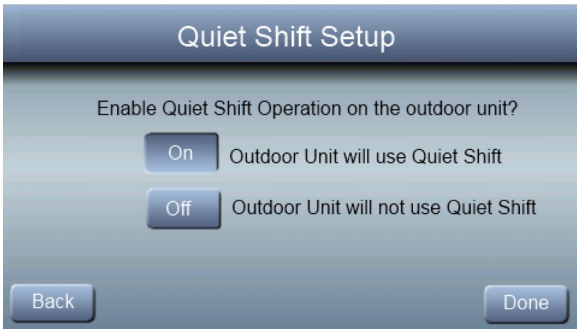 Quiet Shift Setup
Enable Quiet Shift Operation on the outdoor unit?
On Outdoor Unit will use Quiet Shift
Off Outdoor Unit will not use Quiet Shift
Back Done